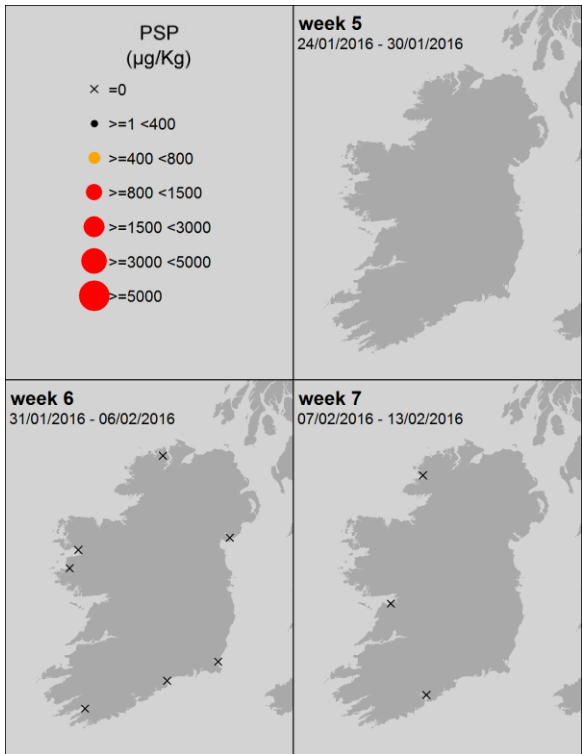 PSP
(µg/Kg)
=0
>=1 <400
>=400 <800
>=800 <1500
>=1500 <3000
>=3000 <5000
>=5000
week 5
24/01/2016 - 30/01/2016
week 6
31/01/2016 - 06/02/2016
week 7
07/02/2016 - 13/02/2016